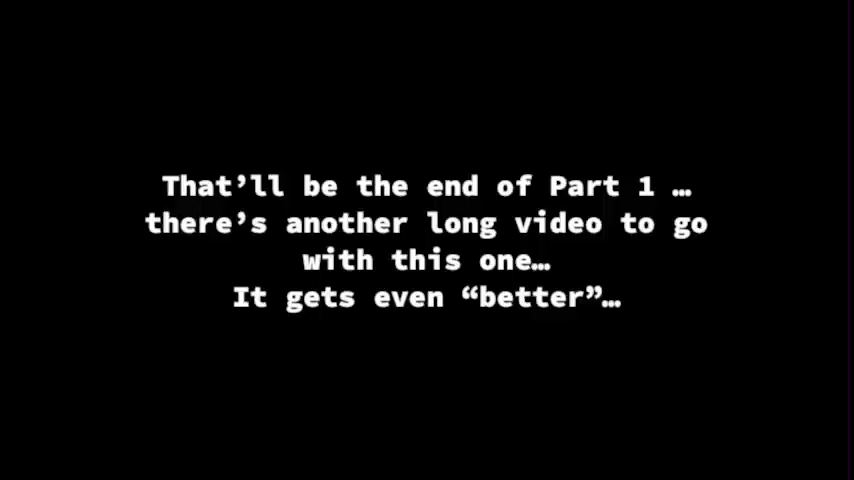 That’ll be the end of Part 1 …
there’s another long video to go
with this one…
It gets even “better”…